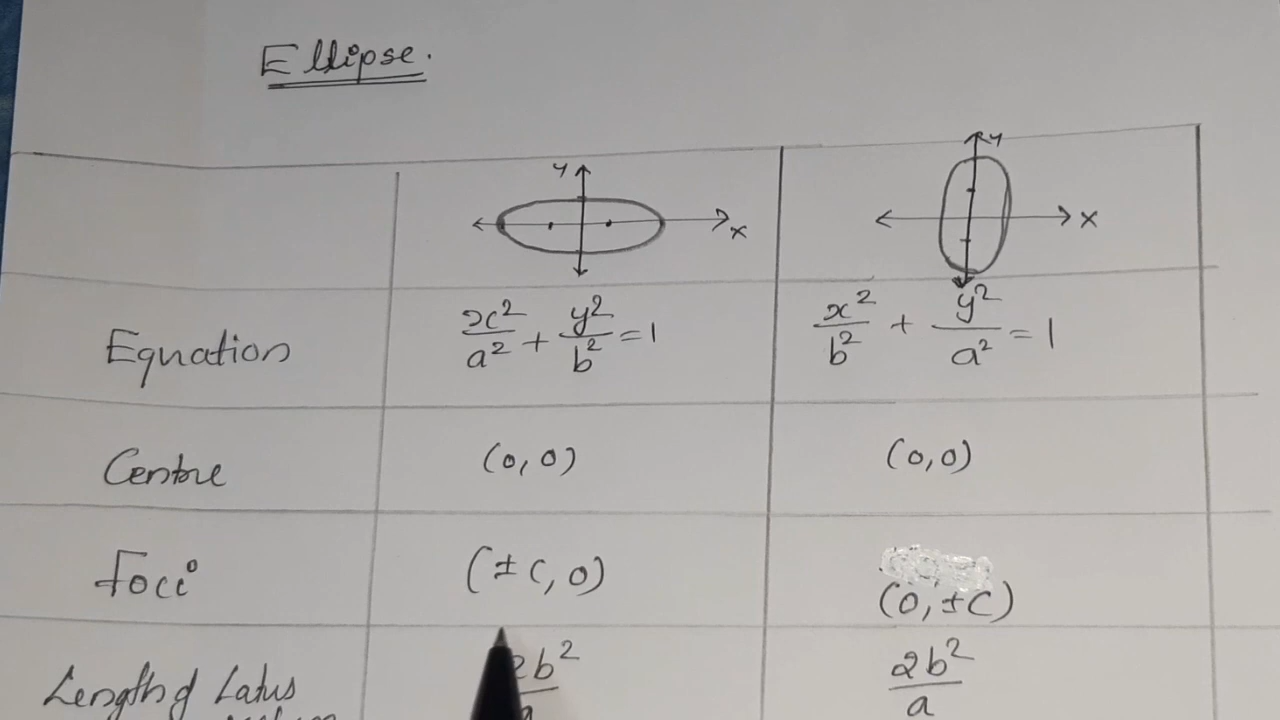 Ellipse.
y x
y x
Equation x²/a² + y²/b² = 1 x²/b² + y²/a² = 1
Centre (0,0) (0,0)
Foci (±c,0) (0,±c)
Length of Latus 2b² 2b²/a